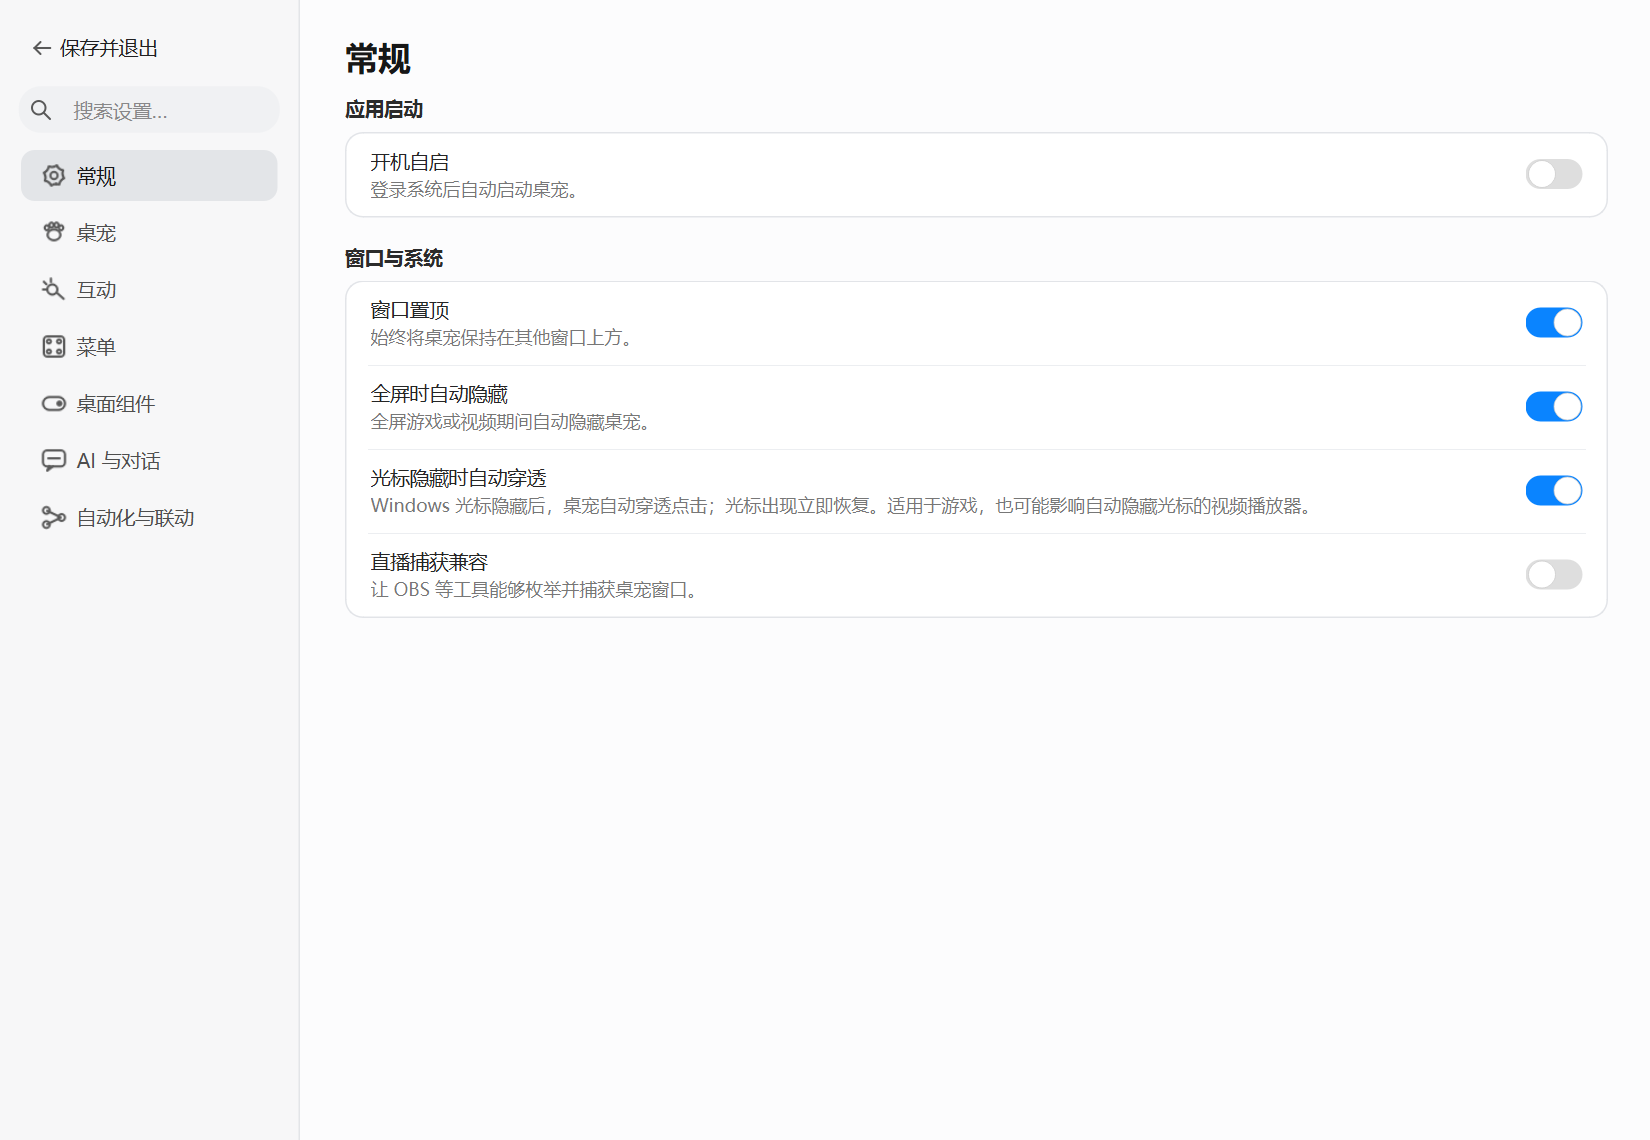 保存并退出
搜索设置...
常规
桌宠
互动
菜单
桌面组件
AI 与对话
自动化与联动
常规
应用启动
开机自启
登录系统后自动启动桌宠。
窗口与系统
窗口置顶
始终将桌宠保持在其他窗口上方。
全屏时自动隐藏
全屏游戏或视频期间自动隐藏桌宠。
光标隐藏时自动穿透
Windows 光标隐藏后，桌宠自动穿透点击；光标出现立即恢复。适用于游戏，也可能影响自动隐藏光标的视频播放器。
直播捕获兼容
让 OBS 等工具能够枚举并捕获桌宠窗口。